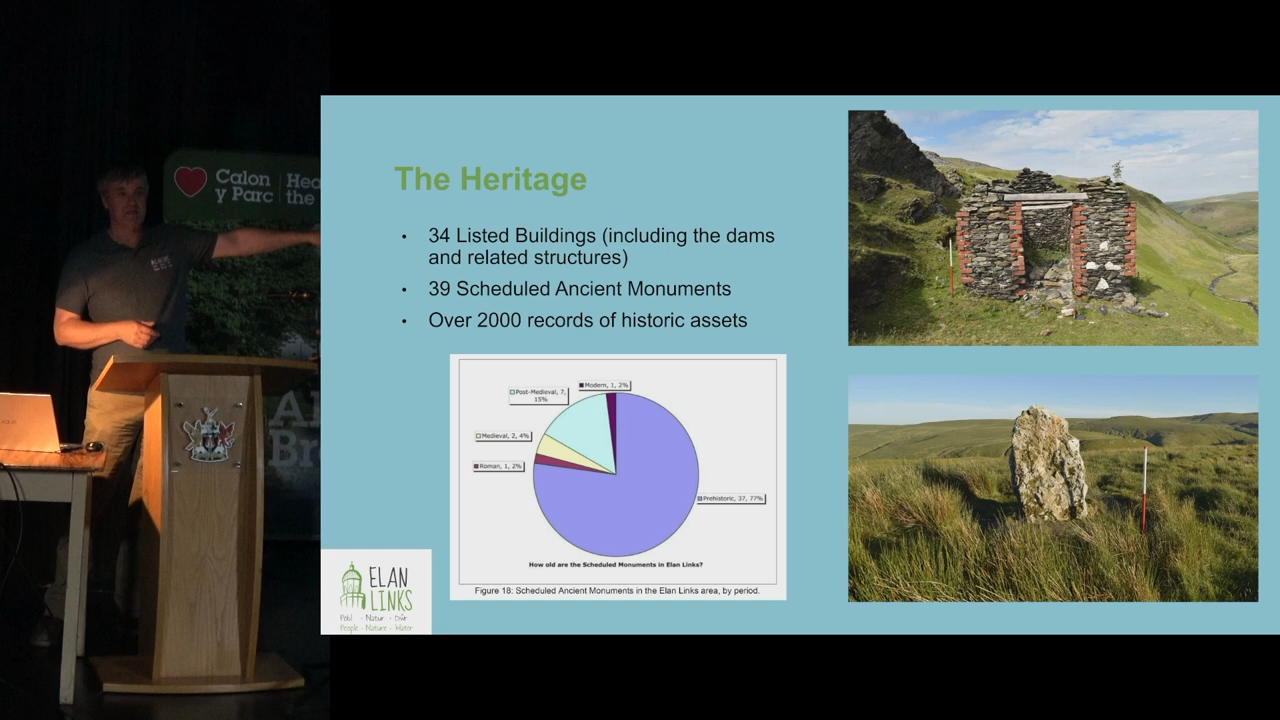 Calon
y Parc
Hea
the
The Heritage
• 34 Listed Buildings (including the dams
and related structures)
• 39 Scheduled Ancient Monuments
• Over 2000 records of historic assets
Modern, 1, 2%
Post-Medieval, 7,
15%
Medieval, 2, 4%
Roman, 1, 2%
Prehistoric, 37, 77%
How old are the Scheduled Monuments in Elan Links?
Figure 18: Scheduled Ancient Monuments in the Elan Links area, by period.
ELAN
LINKS
Pobl - Natur - Dŵr
People - Nature - Water